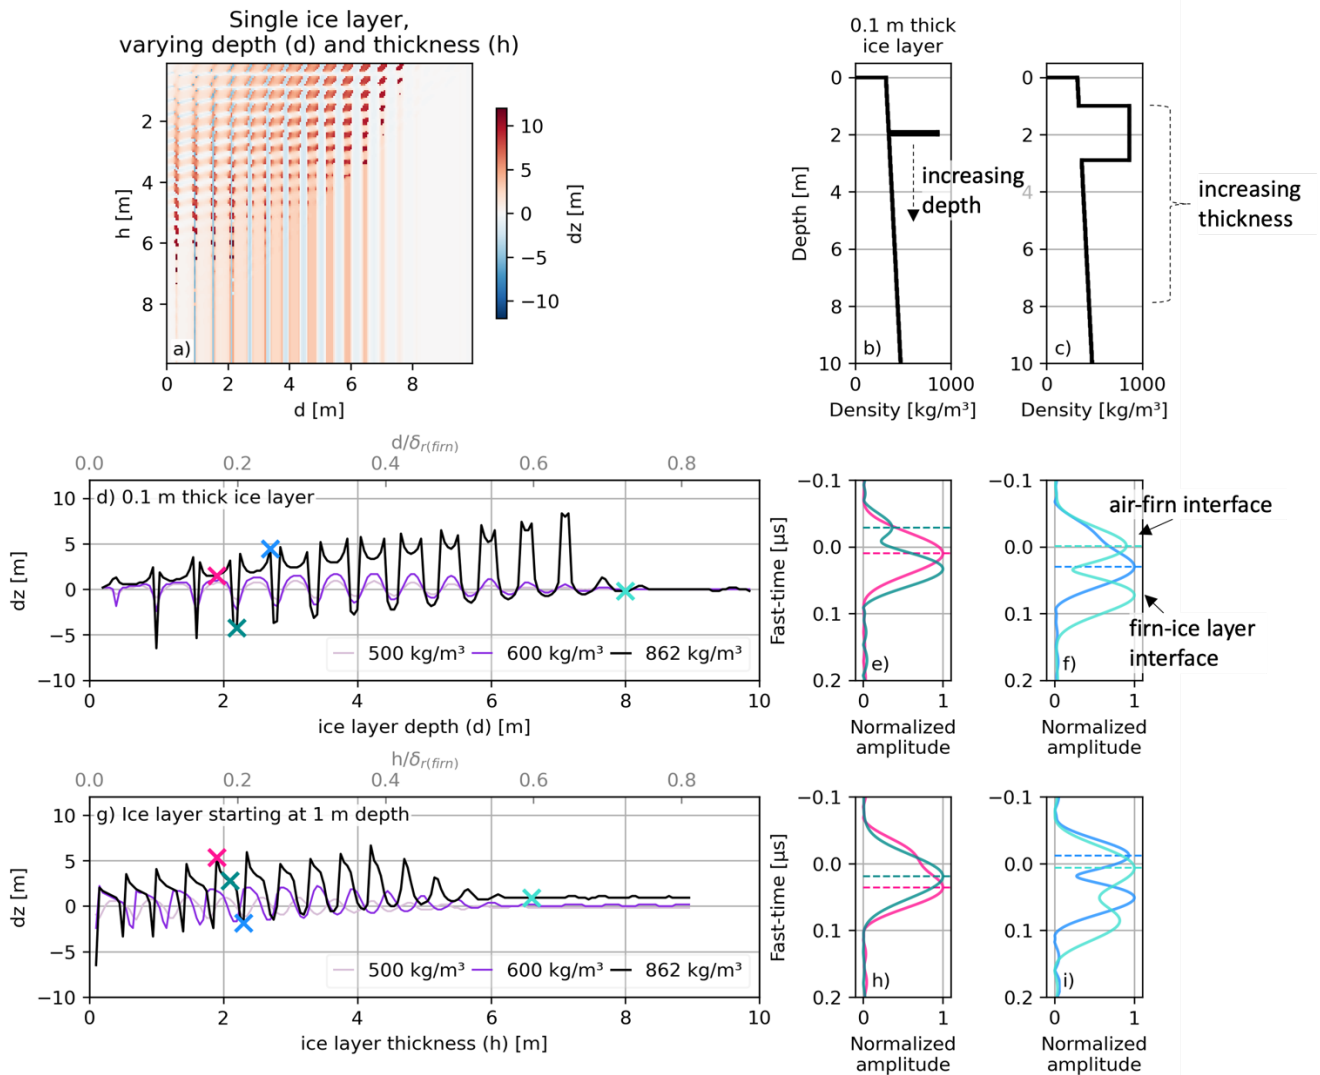 Single ice layer,
varying depth (d) and thickness (h)
2
4
6
8
h [m]
a)
0
2
4
6
8
d [m]
10
5
0
−5
−10
dz [m]
0.1 m thick
ice layer
0
2
4
6
8
10
Depth [m]
increasing
depth
b)
0
1000
Density [kg/m³]
0
2
4
6
8
10
c)
0
1000
Density [kg/m³]
increasing
thickness
d/δr(firn)
0.0
0.2
0.4
0.6
0.8
d) 0.1 m thick ice layer
10
5
0
−5
−10
dz [m]
500 kg/m³
600 kg/m³
862 kg/m³
0
2
4
6
8
10
ice layer depth (d) [m]
−0.1
0.0
0.1
0.2
Fast-time [µs]
e)
0
1
Normalized
amplitude
−0.1
0.0
0.1
0.2
air-firn interface
firn-ice layer
interface
f)
0
1
Normalized
amplitude
h/δr(firn)
0.0
0.2
0.4
0.6
0.8
g) Ice layer starting at 1 m depth
10
5
0
−5
−10
dz [m]
500 kg/m³
600 kg/m³
862 kg/m³
0
2
4
6
8
10
ice layer thickness (h) [m]
−0.1
0.0
0.1
0.2
Fast-time [µs]
h)
0
1
Normalized
amplitude
−0.1
0.0
0.1
0.2
i)
0
1
Normalized
amplitude